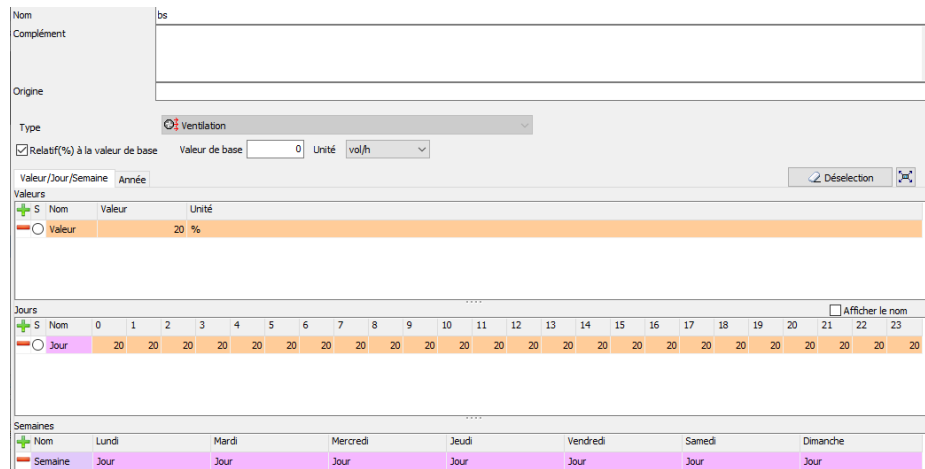 Nom bs
Complément
Origine
Type Ventilation
Relatif(%) à la valeur de base Valeur de base 0 Unité vol/h
Valeur/Jour/Semaine Année Déselection
Valeurs
S Nom Valeur Unité
Valeur 20 %
Jours Afficher le nom
S Nom 0 1 2 3 4 5 6 7 8 9 10 11 12 13 14 15 16 17 18 19 20 21 22 23
Jour 20 20 20 20 20 20 20 20 20 20 20 20 20 20 20 20 20 20 20 20 20 20 20 20
Semaines
Nom Lundi Mardi Mercredi Jeudi Vendredi Samedi Dimanche
Semaine Jour Jour Jour Jour Jour Jour Jour